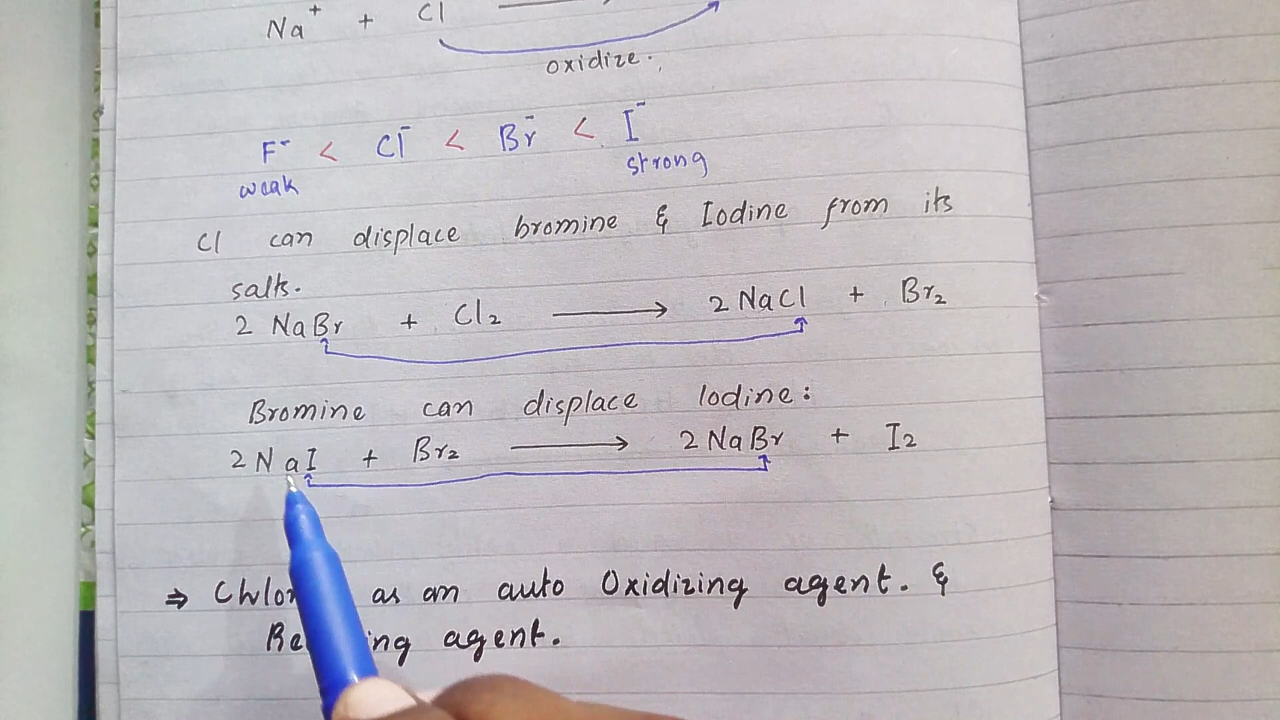 Na⁺ + Cl ⟶
oxidize.
F⁻ < Cl⁻ < Br⁻ < I⁻
weak strong
Cl can displace bromine & Iodine from its
salts.
2 NaBr + Cl₂ ⟶ 2 NaCl + Br₂
Bromine can displace Iodine:
2 NaI + Br₂ ⟶ 2 NaBr + I₂
⇒ as an auto Oxidizing agent. &
agent.